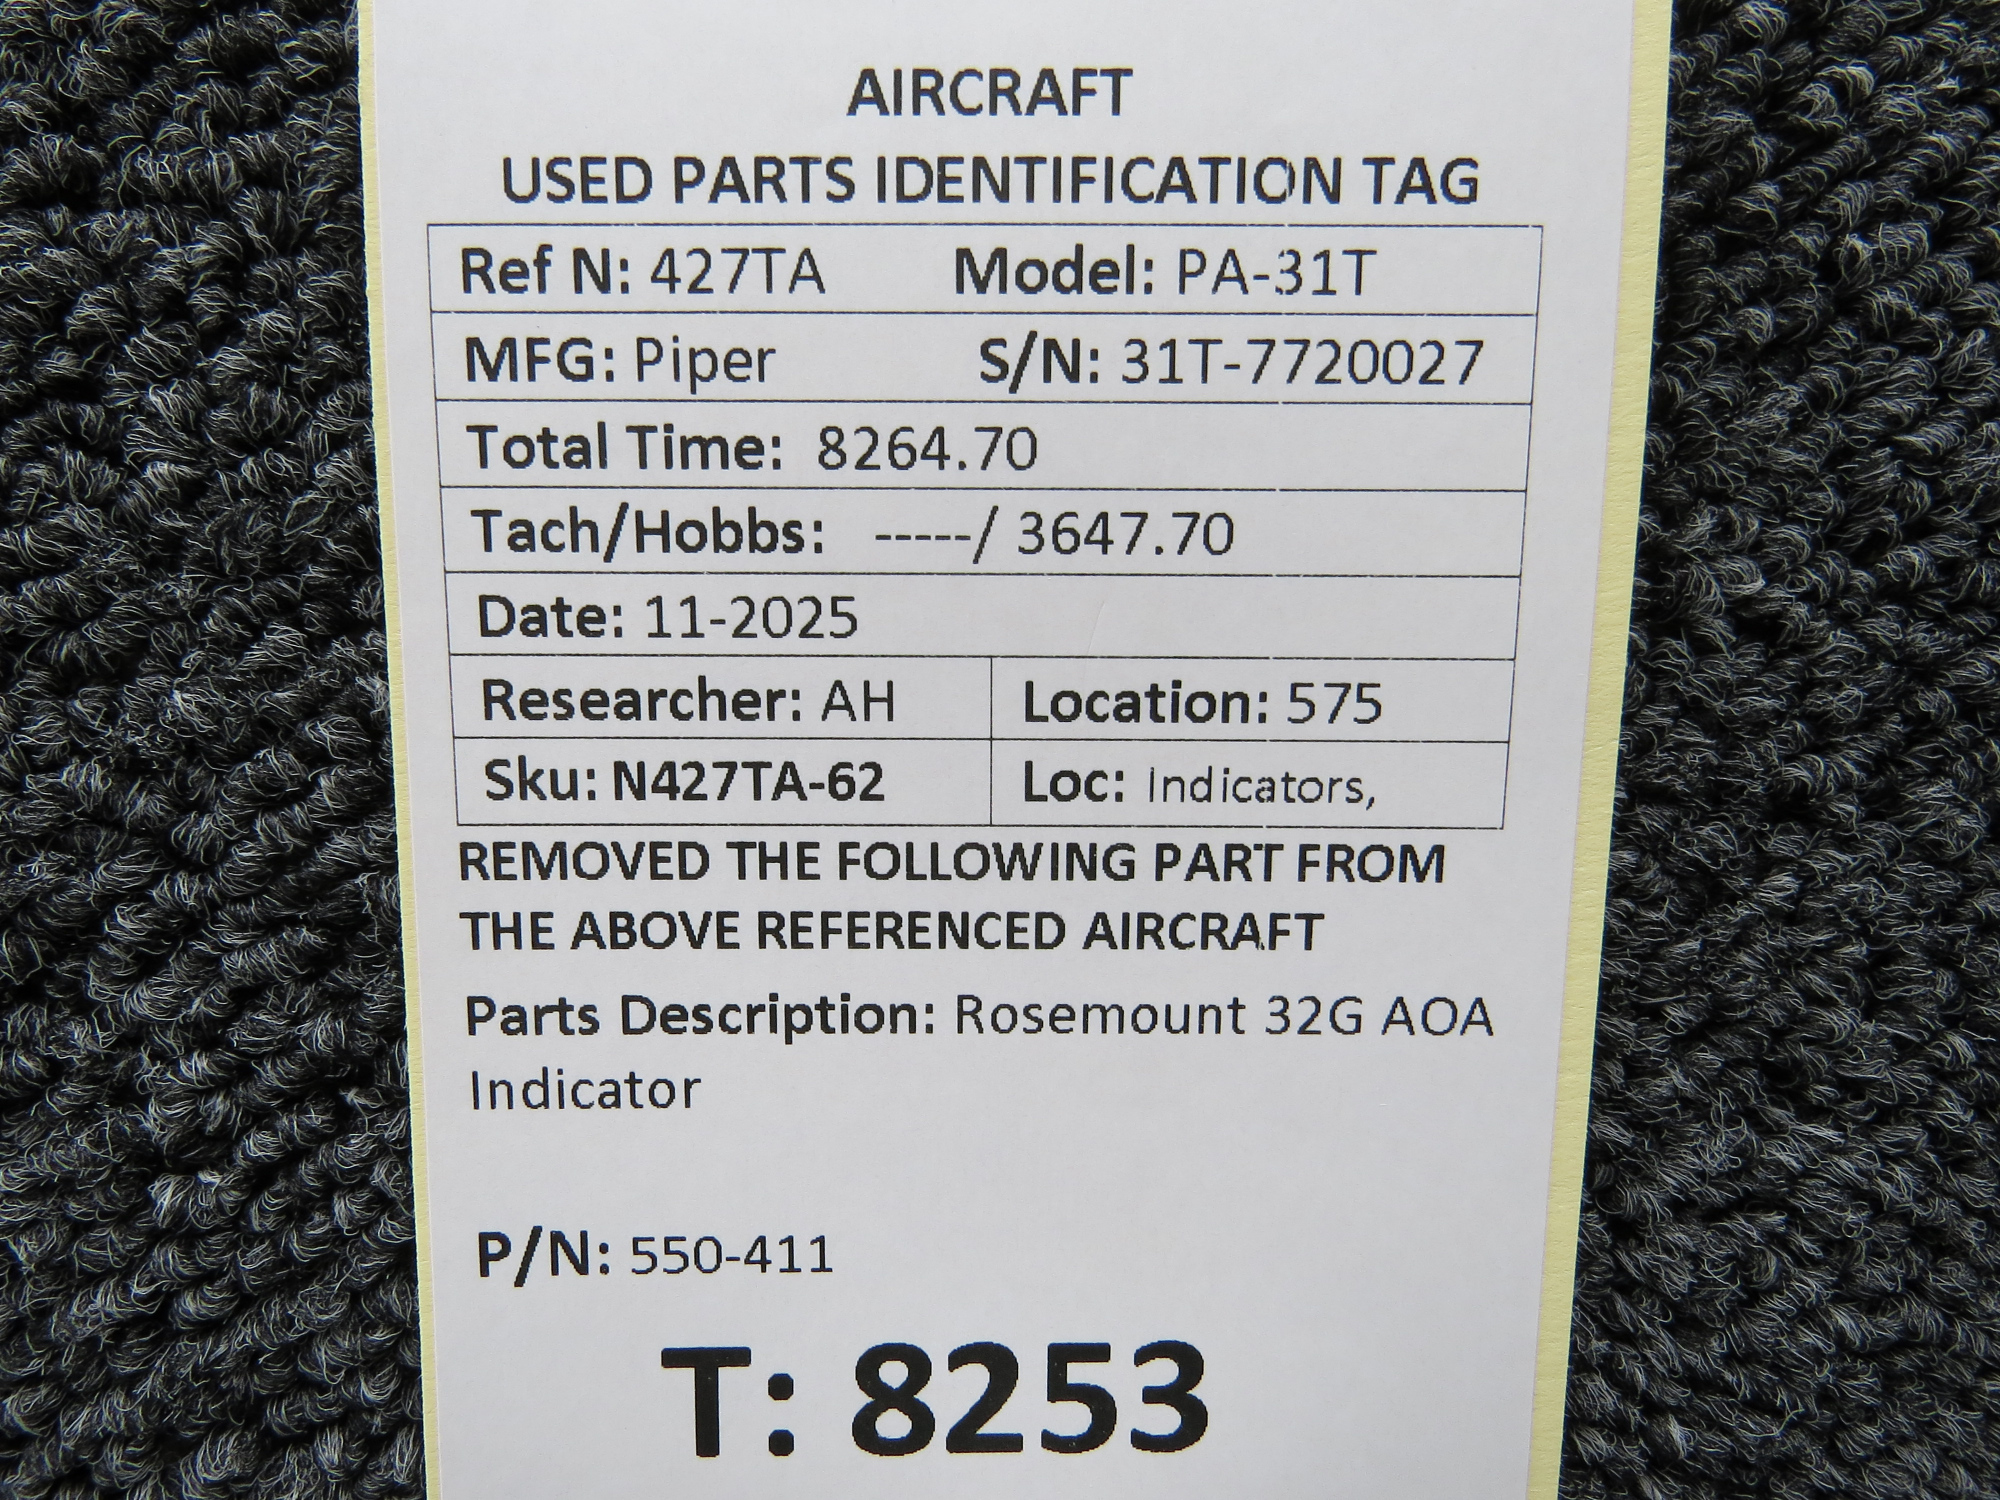 AIRCRAFT
USED PARTS IDENTIFICATION TAG
Ref N: 427TA Model: PA-31T
MFG: Piper S/N: 31T-7720027
Total Time: 8264.70
Tach/Hobbs: -----/ 3647.70
Date: 11-2025
Researcher: AH Location: 575
Sku: N427TA-62 Loc: Indicators,
REMOVED THE FOLLOWING PART FROM
THE ABOVE REFERENCED AIRCRAFT
Parts Description: Rosemount 32G AOA
Indicator
P/N: 550-411
T: 8253